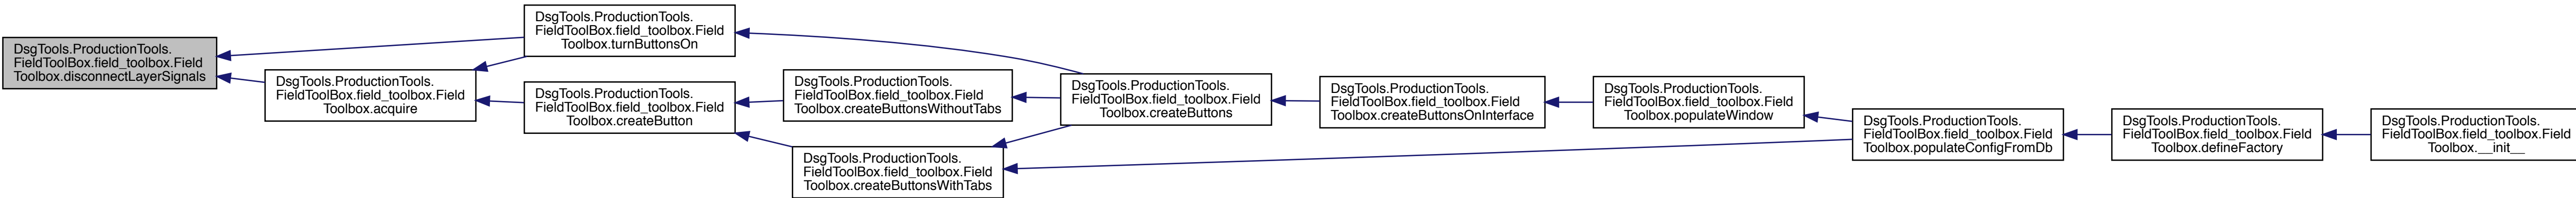 DsgTools.ProductionTools.
FieldToolBox.field_toolbox.Field
Toolbox.disconnectLayerSignals
DsgTools.ProductionTools.
FieldToolBox.field_toolbox.Field
Toolbox.turnButtonsOn
DsgTools.ProductionTools.
FieldToolBox.field_toolbox.Field
Toolbox.acquire
DsgTools.ProductionTools.
FieldToolBox.field_toolbox.Field
Toolbox.createButton
DsgTools.ProductionTools.
FieldToolBox.field_toolbox.Field
Toolbox.createButtonsWithoutTabs
DsgTools.ProductionTools.
FieldToolBox.field_toolbox.Field
Toolbox.createButtonsWithTabs
DsgTools.ProductionTools.
FieldToolBox.field_toolbox.Field
Toolbox.createButtons
DsgTools.ProductionTools.
FieldToolBox.field_toolbox.Field
Toolbox.createButtonsOnInterface
DsgTools.ProductionTools.
FieldToolBox.field_toolbox.Field
Toolbox.populateWindow
DsgTools.ProductionTools.
FieldToolBox.field_toolbox.Field
Toolbox.populateConfigFromDb
DsgTools.ProductionTools.
FieldToolBox.field_toolbox.Field
Toolbox.defineFactory
DsgTools.ProductionTools.
FieldToolBox.field_toolbox.Field
Toolbox.__init__